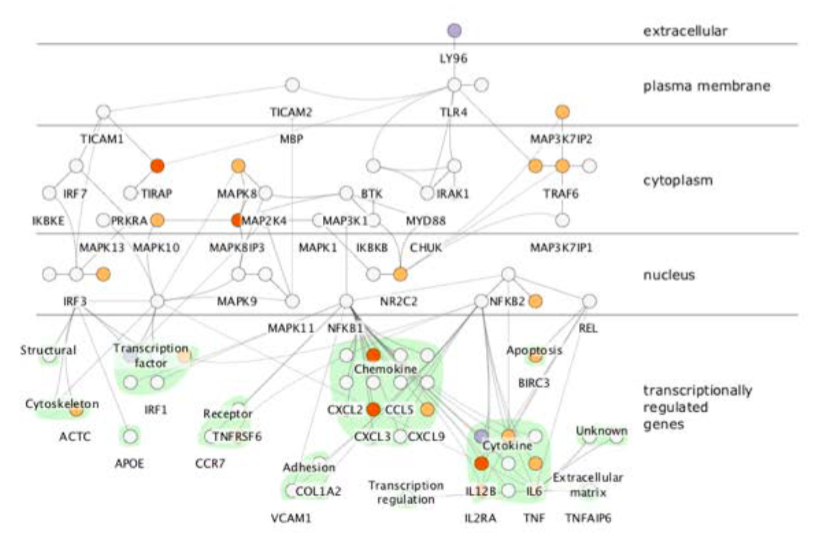 extracellular
LY96
plasma membrane
TICAM2 TLR4
TICAM1 MBP MAP3K7IP2
cytoplasm
IRF7 TIRAP MAPK8 BTK IRAK1 TRAF6
IKBKE PRKRA MAP2K4 MAP3K1 MYD88
MAPK13 MAPK10 MAPK8IP3 MAPK1 IKBKB CHUK MAP3K7IP1
nucleus
IRF3 MAPK9 NR2C2 NFKB2
MAPK11 NFKB1 REL
Structural Transcription factor Apoptosis
Chemokine
BIRC3
transcriptionally
regulated
genes
Cytoskeleton IRF1 Receptor CXCL2 CCL5
ACTC TNFRSF6 CXCL3 CXCL9 Unknown
Cytokine
APOE CCR7 Adhesion
COL1A2 Transcription regulation IL12B IL6 Extracellular matrix
VCAM1 IL2RA TNF TNFAIP6